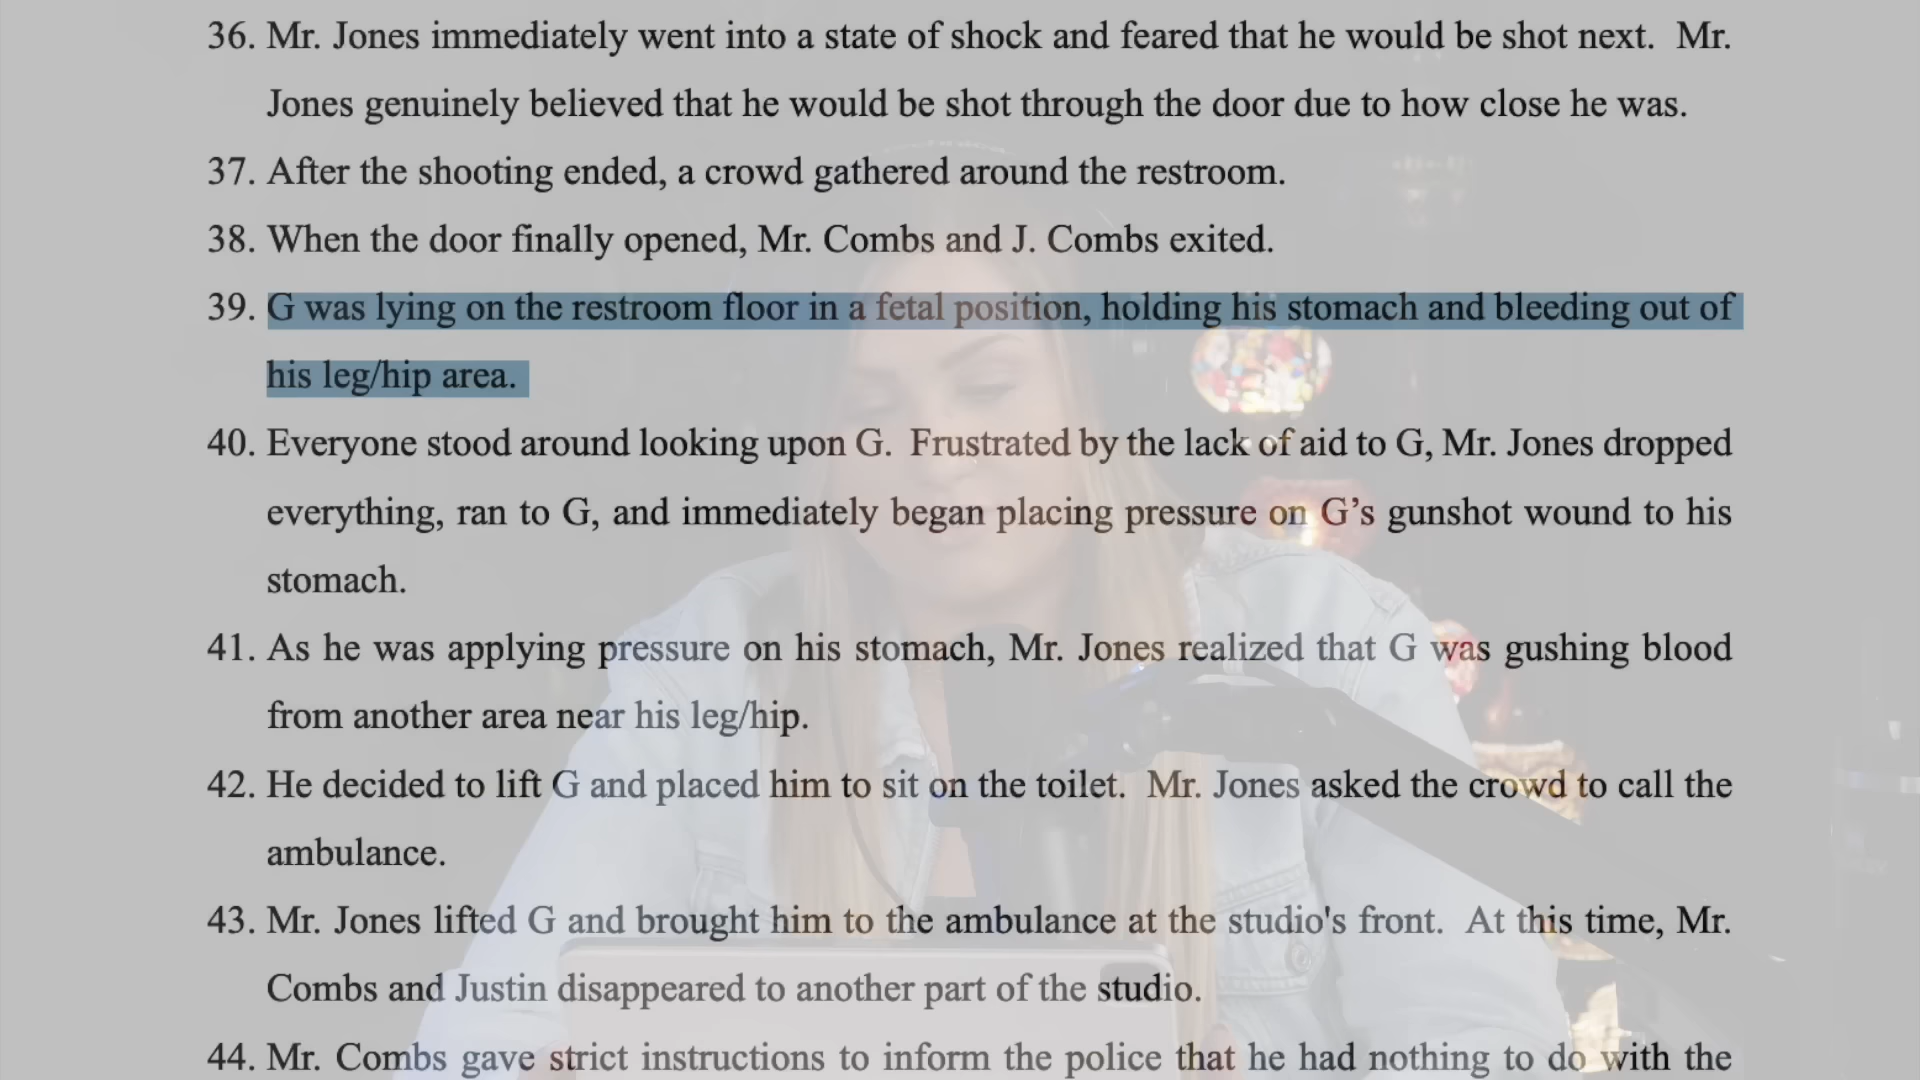 36. Mr. Jones immediately went into a state of shock and feared that he would be shot next. Mr.
Jones genuinely believed that he would be shot through the door due to how close he was.
37. After the shooting ended, a crowd gathered around the restroom.
38. When the door finally opened, Mr. Combs and J. Combs exited.
39. G was lying on the restroom floor in a fetal position, holding his stomach and bleeding out of
his leg/hip area.
40. Everyone stood around looking upon G. Frustrated by the lack of aid to G, Mr. Jones dropped
everything, ran to G, and immediately began placing pressure on G’s gunshot wound to his
stomach.
41. As he was applying pressure on his stomach, Mr. Jones realized that G was gushing blood
from another area near his leg/hip.
42. He decided to lift G and placed him to sit on the toilet. Mr. Jones asked the crowd to call the
ambulance.
43. Mr. Jones lifted G and brought him to the ambulance at the studio's front. At this time, Mr.
Combs and Justin disappeared to another part of the studio.
44. Mr. Combs gave strict instructions to inform the police that he had nothing to do with the